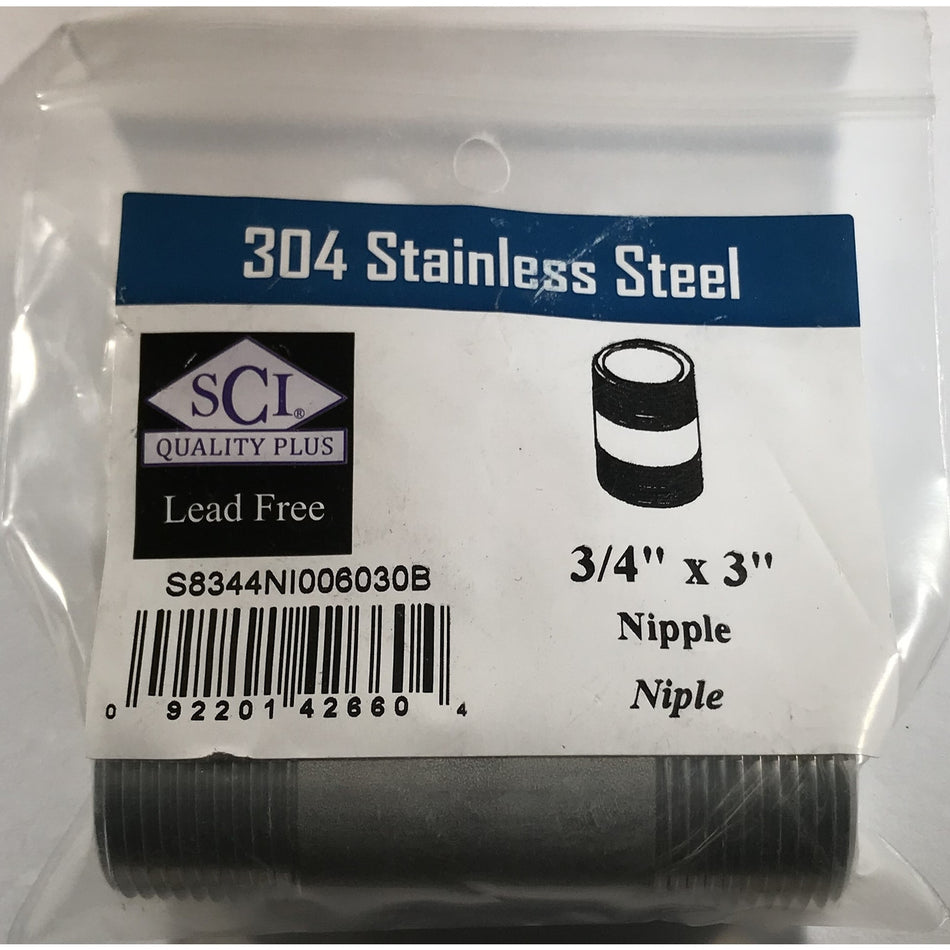 304 Stainless Steel
SCI®
QUALITY PLUS
Lead Free
S8344NI006030B
0 92201 42660 4
3/4" x 3"
Nipple
Niple